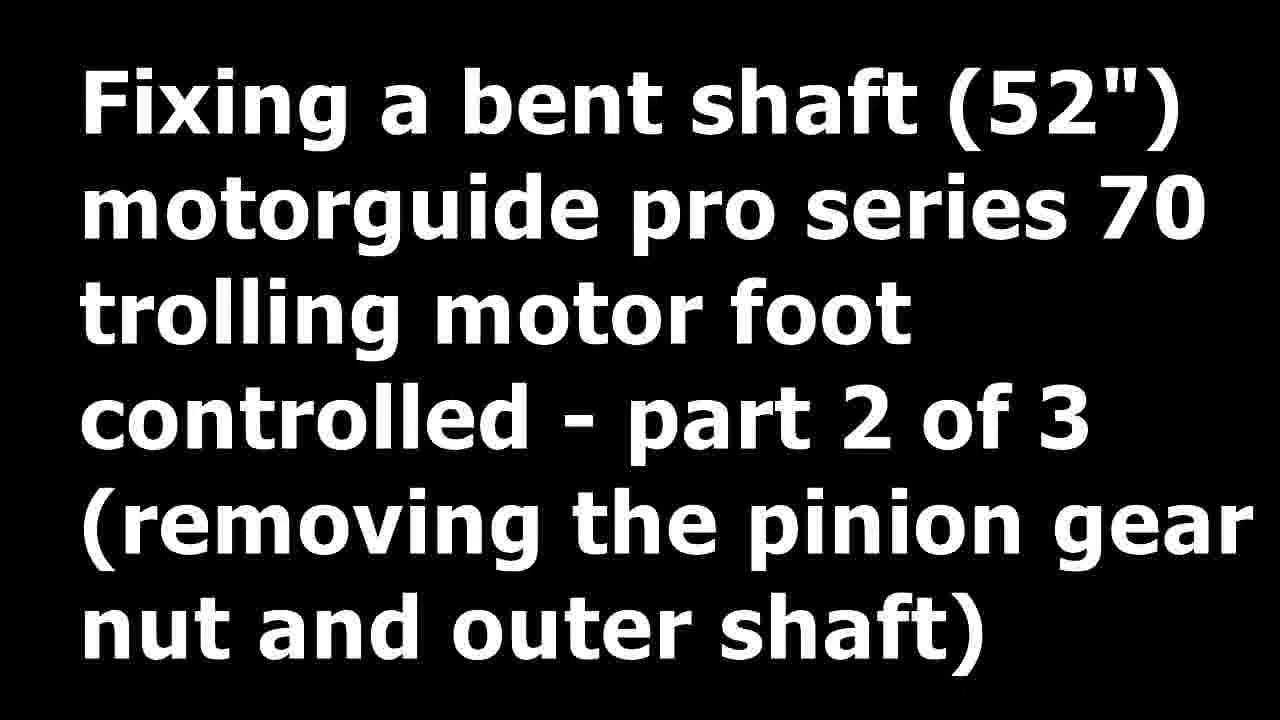 Fixing a bent shaft (52")
motorguide pro series 70
trolling motor foot
controlled - part 2 of 3
(removing the pinion gear
nut and outer shaft)